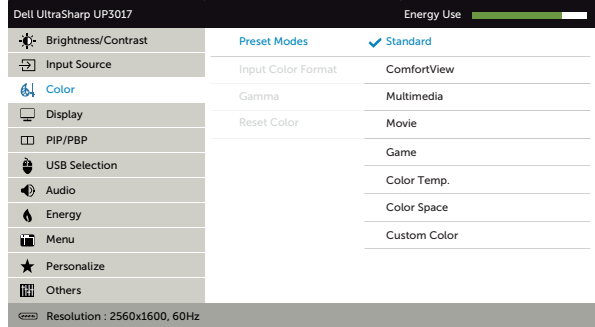 Dell UltraSharp UP3017
Energy Use
Brightness/Contrast
Input Source
Color
Display
PIP/PBP
USB Selection
Audio
Energy
Menu
Personalize
Others
Preset Modes
Input Color Format
Gamma
Reset Color
Standard
ComfortView
Multimedia
Movie
Game
Color Temp.
Color Space
Custom Color
Resolution : 2560x1600, 60Hz